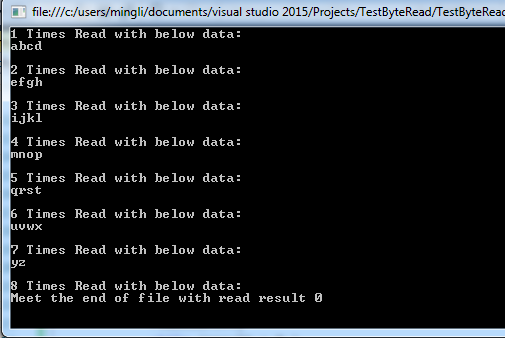 file:///c:/users/mingli/documents/visual studio 2015/Projects/TestByteRead/TestByteRead
1 Times Read with below data:
abcd
2 Times Read with below data:
efgh
3 Times Read with below data:
ijkl
4 Times Read with below data:
mnop
5 Times Read with below data:
qrst
6 Times Read with below data:
uvwx
7 Times Read with below data:
yz
8 Times Read with below data:
Meet the end of file with read result 0